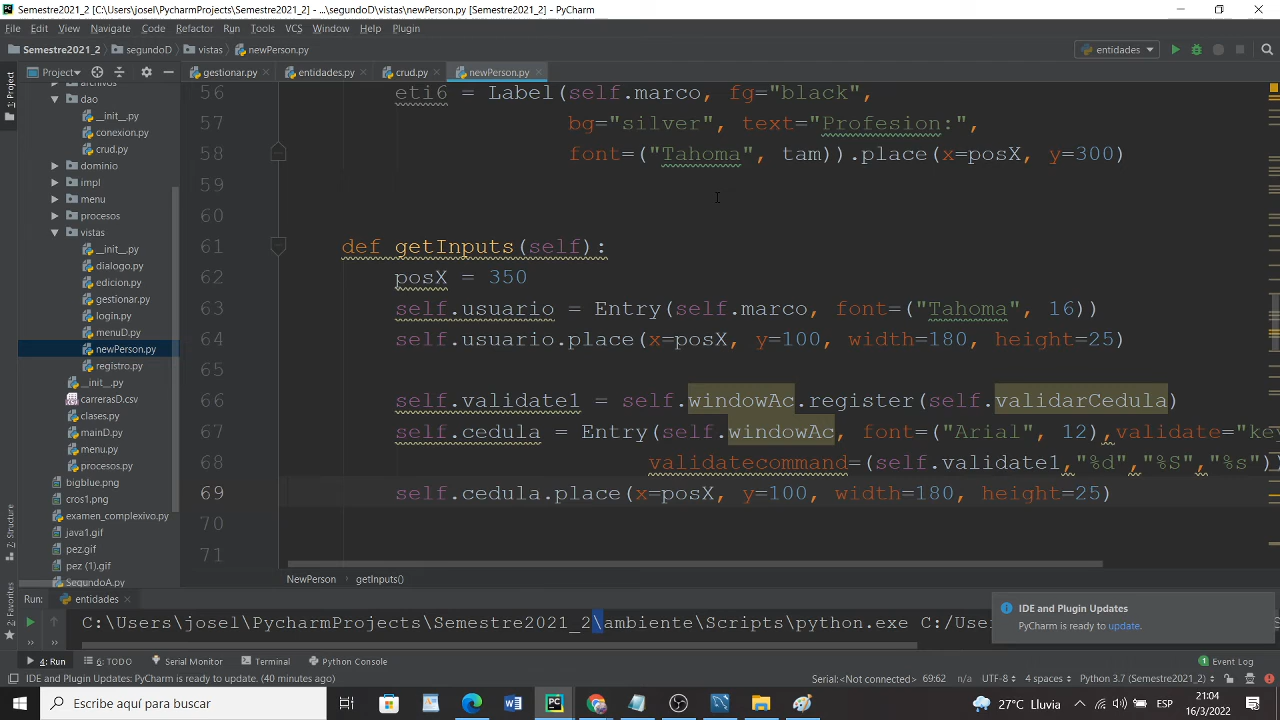 Semestre2021_2 [C:\Users\josel\PycharmProjects\Semestre2021_2] - ...\segundoD\vistas\newPerson.py [Semestre2021_2] - PyCharm
File Edit View Navigate Code Refactor Run Tools VCS Window Help Plugin
Semestre2021_2 segundoD vistas newPerson.py entidades
Project gestionar.py entidades.py crud.py newPerson.py
1: Project
archivos
dao
__init__.py
conexion.py
crud.py
dominio
impl
menu
procesos
vistas
__init__.py
dialogo.py
edicion.py
gestionar.py
login.py
menuD.py
newPerson.py
registro.py
__init__.py
carrerasD.csv
clases.py
mainD.py
menu.py
procesos.py
bigblue.png
cros1.png
examen_complexivo.py
java1.gif
pez.gif
pez (1).gif
SegundoA.py
56 eti6 = Label(self.marco, fg="black",
57 bg="silver", text="Profesion:",
58 font=("Tahoma", tam)).place(x=posX, y=300)
59
60
61 def getInputs(self):
62 posX = 350
63 self.usuario = Entry(self.marco, font=("Tahoma", 16))
64 self.usuario.place(x=posX, y=100, width=180, height=25)
65
66 self.validate1 = self.windowAc.register(self.validarCedula)
67 self.cedula = Entry(self.windowAc, font=("Arial", 12),validate="key
68 validatecommand=(self.validate1,"%d","%S","%s"))
69 self.cedula.place(x=posX, y=100, width=180, height=25)
70
71
NewPerson getInputs()
Z: Structure
2: Favorites
Run: entidades
C:\Users\josel\PycharmProjects\Semestre2021_2\ambiente\Scripts\python.exe C:/Use
IDE and Plugin Updates
PyCharm is ready to update.
4: Run 6: TODO Serial Monitor Terminal Python Console 1 Event Log
IDE and Plugin Updates: PyCharm is ready to update. (40 minutes ago) Serial:<Not connected> 69:62 n/a UTF-8 4 spaces Python 3.7 (Semestre2021_2)
Escribe aquí para buscar
27°C Lluvia
ESP
21:04
16/3/2022